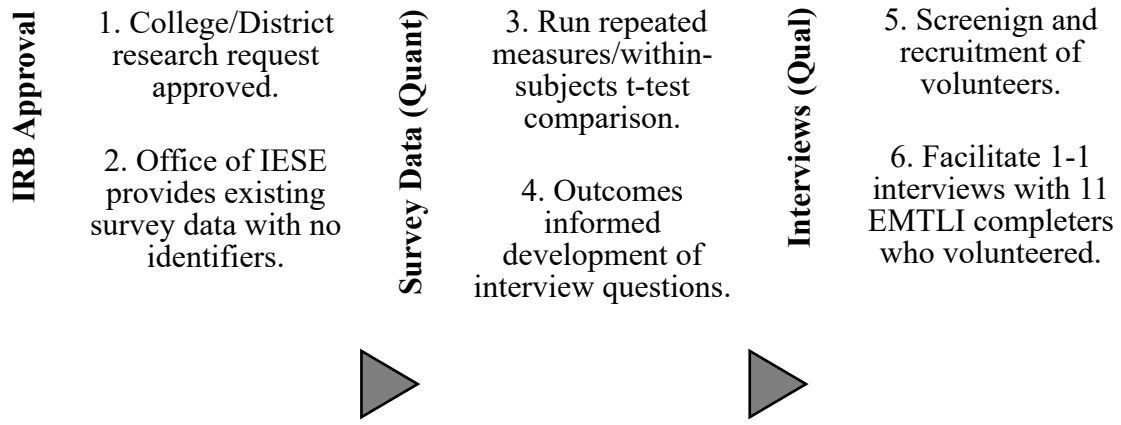 IRB Approval
1. College/District
research request
approved.
2. Office of IESE
provides existing
survey data with no
identifiers.
Survey Data (Quant)
3. Run repeated
measures/within-
subjects t-test
comparison.
4. Outcomes
informed
development of
interview questions.
Interviews (Qual)
5. Screenign and
recruitment of
volunteers.
6. Facilitate 1-1
interviews with 11
EMTLI completers
who volunteered.